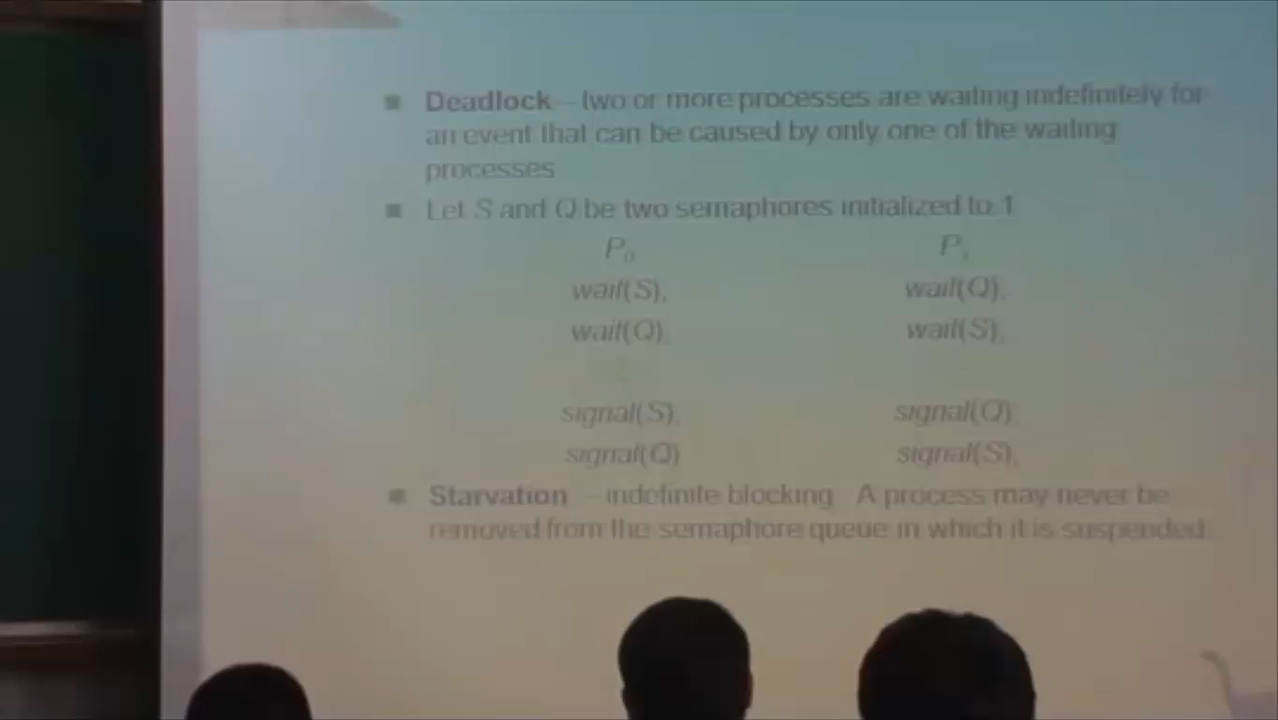 Deadlock – two or more processes are waiting indefinitely for
an event that can be caused by only one of the waiting
processes
Let S and Q be two semaphores initialized to 1
P0 P1
wait(S); wait(Q);
wait(Q) wait(S);
signal(S); signal(Q)
signal(Q) signal(S);
Starvation – indefinite blocking A process may never be
removed from the semaphore queue in which it is suspended